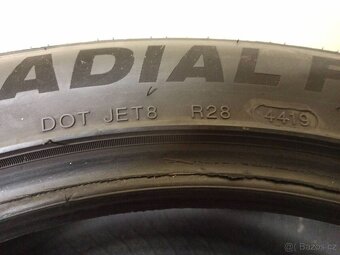 ADIAL F
DOT JET8 R28 4419
Bazos.cz